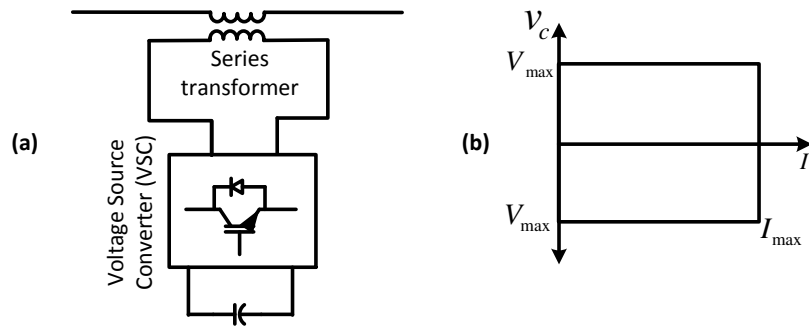 Series
transformer
(a)
Voltage Source
Converter (VSC)
v_c
V_max
(b)
I
V_max
I_max